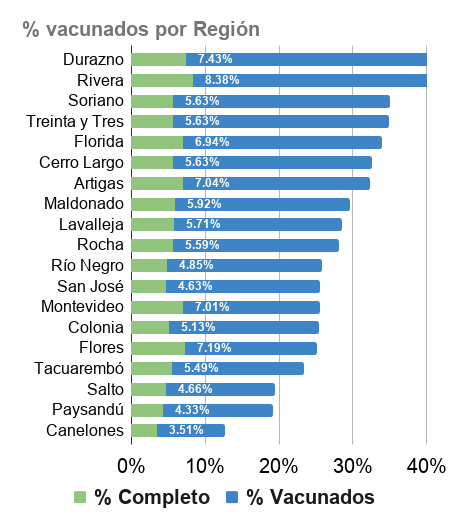 % vacunados por Región
Durazno 7.43%
Rivera 8.38%
Soriano 5.63%
Treinta y Tres 5.63%
Florida 6.94%
Cerro Largo 5.63%
Artigas 7.04%
Maldonado 5.92%
Lavalleja 5.71%
Rocha 5.59%
Río Negro 4.85%
San José 4.63%
Montevideo 7.01%
Colonia 5.13%
Flores 7.19%
Tacuarembó 5.49%
Salto 4.66%
Paysandú 4.33%
Canelones 3.51%
0% 10% 20% 30% 40%
% Completo % Vacunados